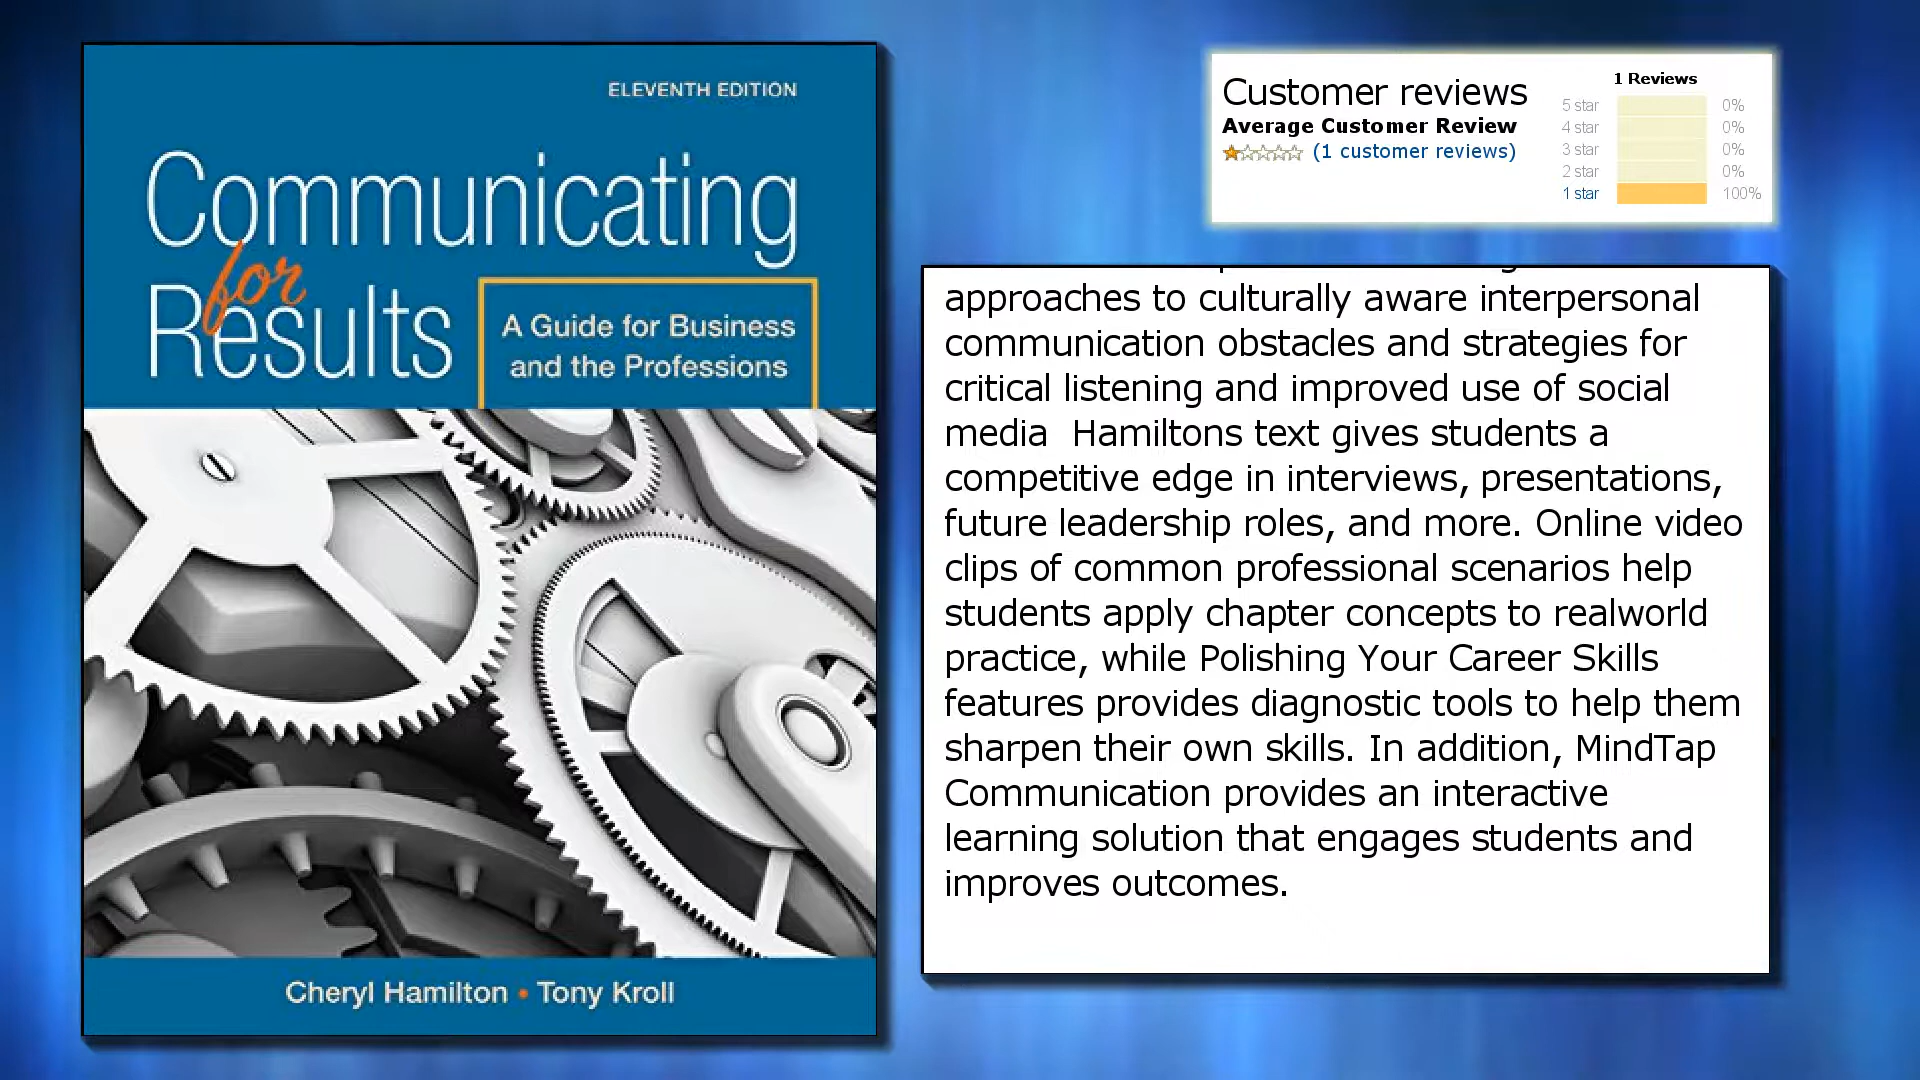 ELEVENTH EDITION
Communicating
for
Results
A Guide for Business
and the Professions
Cheryl Hamilton • Tony Kroll
Customer reviews
Average Customer Review
(1 customer reviews)
1 Reviews
5 star 0%
4 star 0%
3 star 0%
2 star 0%
1 star 100%
approaches to culturally aware interpersonal
communication obstacles and strategies for
critical listening and improved use of social
media  Hamiltons text gives students a
competitive edge in interviews, presentations,
future leadership roles, and more. Online video
clips of common professional scenarios help
students apply chapter concepts to realworld
practice, while Polishing Your Career Skills
features provides diagnostic tools to help them
sharpen their own skills. In addition, MindTap
Communication provides an interactive
learning solution that engages students and
improves outcomes.